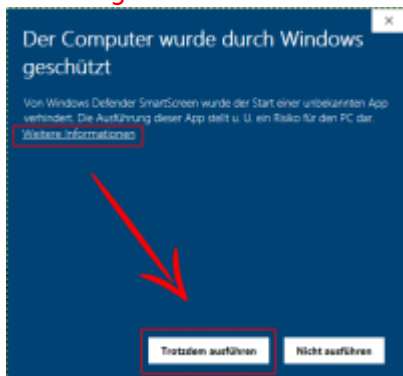 Der Computer wurde durch Windows
geschützt
Von Windows Defender SmartScreen wurde der Start einer unbekannten App
verhindert. Die Ausführung dieser App stellt u. U. ein Risiko für den PC dar.
Weitere Informationen
Trotzdem ausführen
Nicht ausführen